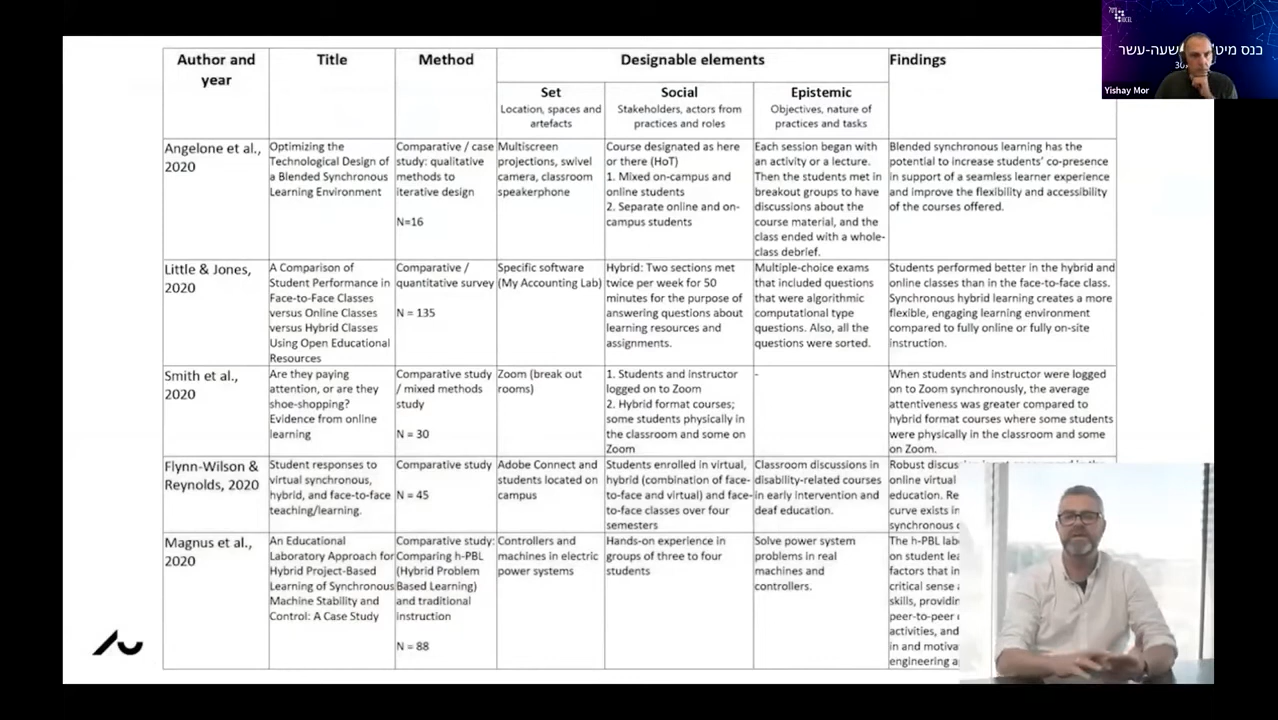 כנס מיט
שעה-עשר
Yishay Mor
Author and
year
Title
Method
Designable elements
Findings
Set
Location, spaces and
artefacts
Social
Stakeholders, actors from
practices and roles
Epistemic
Objectives, nature of
practices and tasks
Angelone et al.,
2020
Optimizing the
Technological Design of
a Blended Synchronous
Learning Environment
Comparative / case
study: qualitative
methods to
iterative design
N=16
Multiscreen
projections, swivel
camera, classroom
speakerphone
Course designated as here
or there (HoT)
1. Mixed on-campus and
online students
2. Separate online and on-
campus students
Each session began with
an activity or a lecture.
Then the students met in
breakout groups to have
discussions about the
course material, and the
class ended with a whole-
class debrief.
Blended synchronous learning has the
potential to increase students' co-presence
in support of a seamless learner experience
and improve the flexibility and accessibility
of the courses offered.
Little & Jones,
2020
A Comparison of
Student Performance in
Face-to-Face Classes
versus Online Classes
versus Hybrid Classes
Using Open Educational
Resources
Comparative /
quantitative survey
N = 135
Specific software
(My Accounting Lab)
Hybrid: Two sections met
twice per week for 50
minutes for the purpose of
answering questions about
learning resources and
assignments.
Multiple-choice exams
that included questions
that were algorithmic
computational type
questions. Also, all the
questions were sorted.
Students performed better in the hybrid and
online classes than in the face-to-face class.
Synchronous hybrid learning creates a more
flexible, engaging learning environment
compared to fully online or fully on-site
instruction.
Smith et al.,
2020
Are they paying
attention, or are they
shoe-shopping?
Evidence from online
learning
Comparative study
/ mixed methods
study
N = 30
Zoom (break out
rooms)
1. Students and instructor
logged on to Zoom
2. Hybrid format courses;
some students physically in
the classroom and some on
Zoom
-
When students and instructor were logged
on to Zoom synchronously, the average
attentiveness was greater compared to
hybrid format courses where some students
were physically in the classroom and some
on Zoom.
Flynn-Wilson &
Reynolds, 2020
Student responses to
virtual synchronous,
hybrid, and face-to-face
teaching/learning.
Comparative study
N = 45
Adobe Connect and
students located on
campus
Students enrolled in virtual,
hybrid (combination of face-
to-face and virtual) and face-
to-face classes over four
semesters
Classroom discussions in
disability-related courses
in early intervention and
deaf education.
Robust
online virtual
education. Re
curve exists in
synchronous
Magnus et al.,
2020
An Educational
Laboratory Approach for
Hybrid Project-Based
Learning of Synchronous
Machine Stability and
Control: A Case Study
Comparative study:
Comparing h-PBL
(Hybrid Problem
Based Learning)
and traditional
instruction
N = 88
Controllers and
machines in electric
power systems
Hands-on experience in
groups of three to four
students
Solve power system
problems in real
machines and
controllers.
The h-PBL
on student
factors that
critical sense
skills,
peer-to-peer
activities, and
in and
engineering